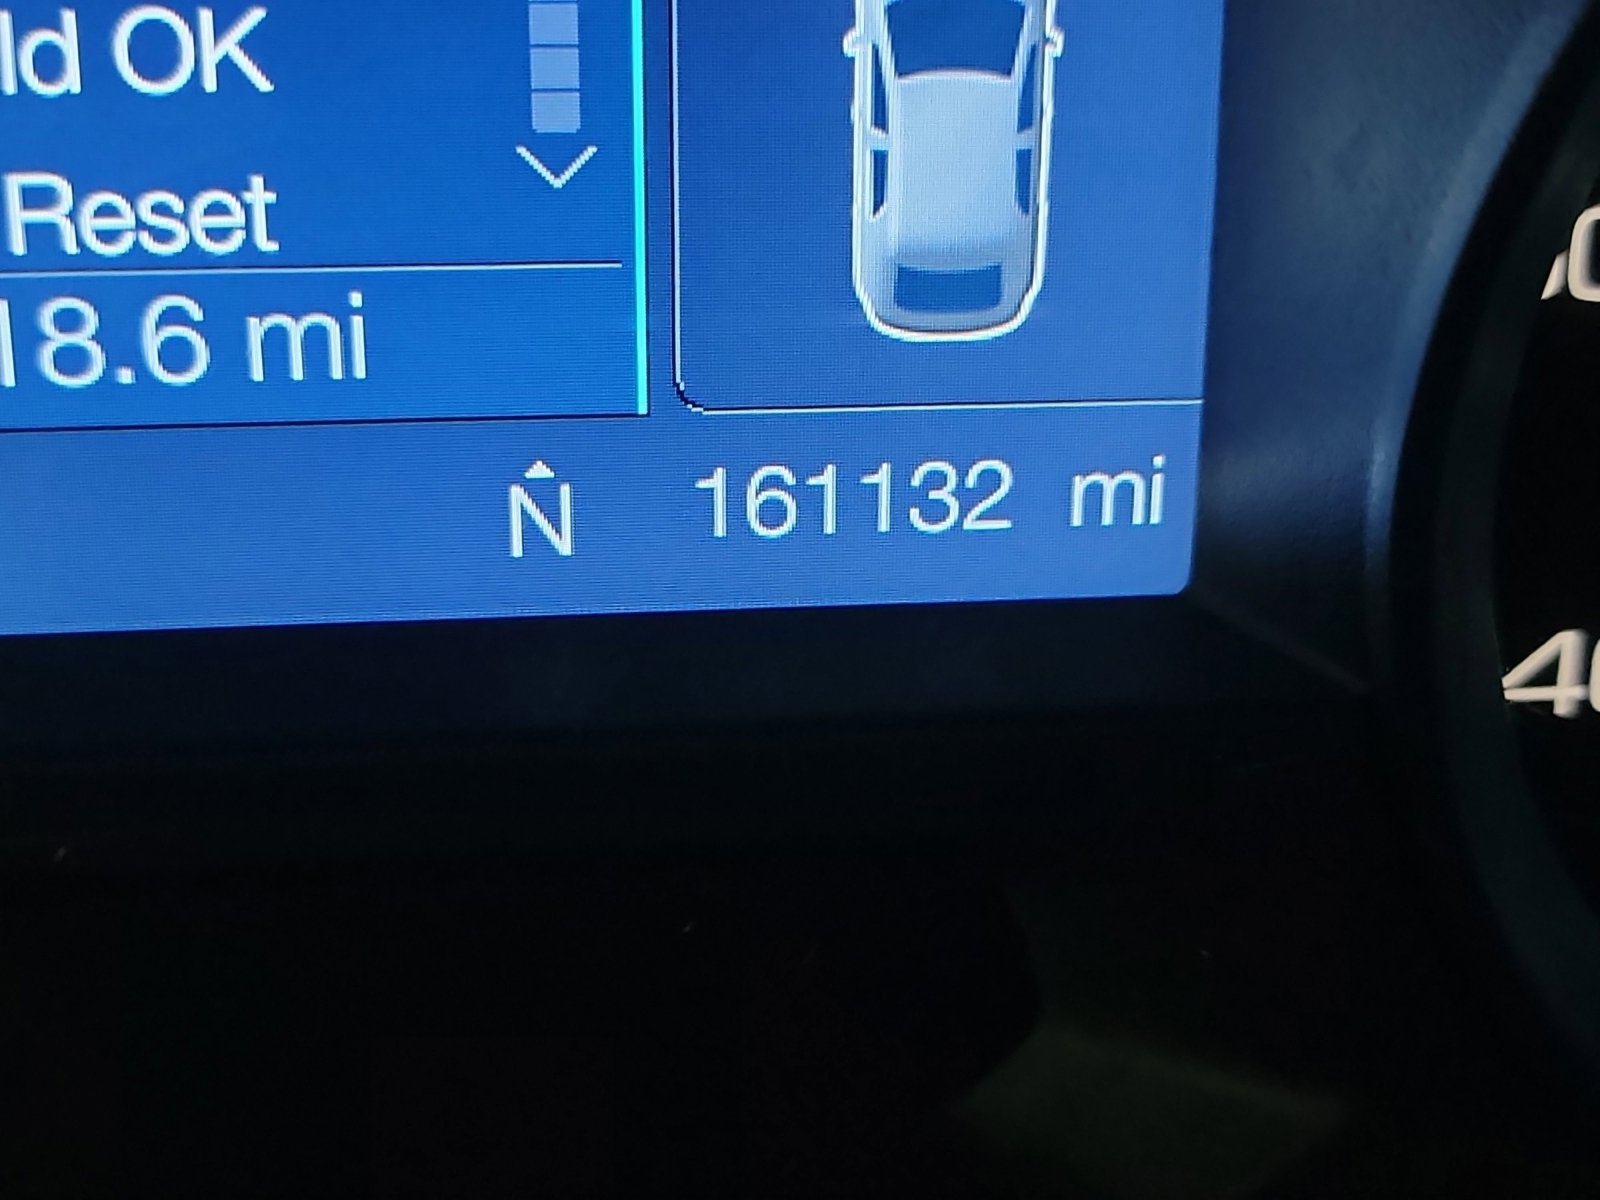 ld OK
Reset
18.6 mi
N 161132 mi